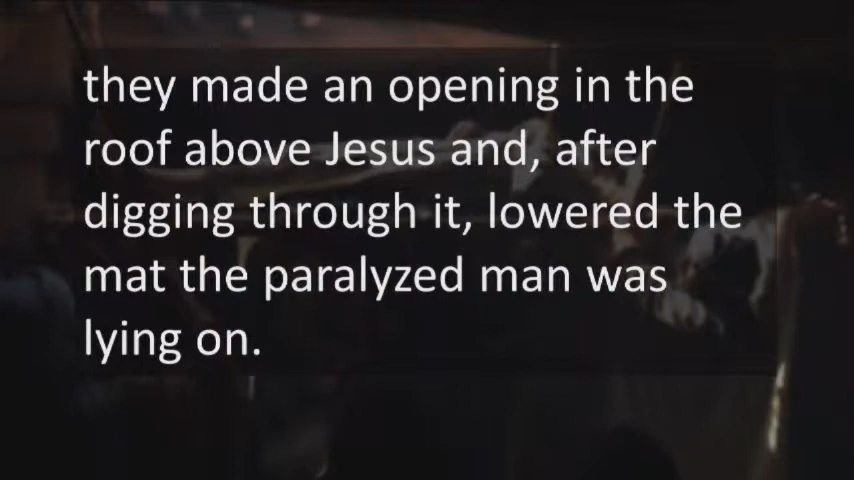 they made an opening in the
roof above Jesus and, after
digging through it, lowered the
mat the paralyzed man was
lying on.